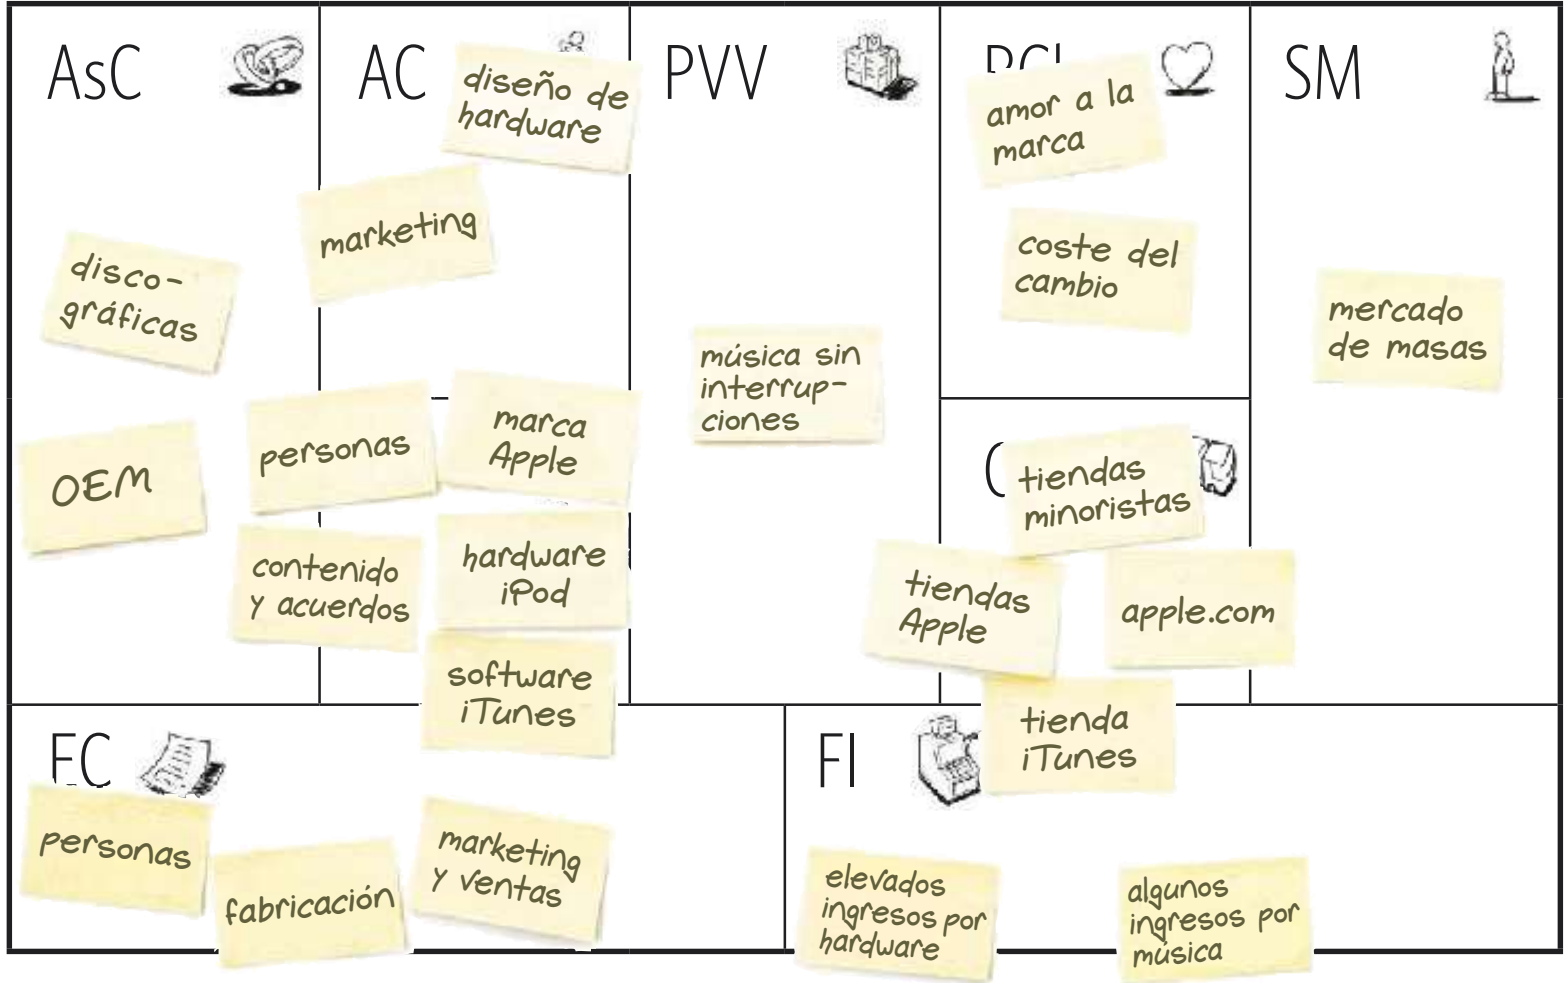 AsC
disco-
gráficas
OEM
AC
diseño de
hardware
marketing
personas
marca
Apple
contenido
y acuerdos
hardware
iPod
software
iTunes
PVV
música sin
interrup-
ciones
amor a la
marca
coste del
cambio
C
tiendas
minoristas
tiendas
Apple
apple.com
tienda
iTunes
SM
mercado
de masas
EC
personas
fabricación
marketing
y ventas
FI
elevados
ingresos por
hardware
algunos
ingresos por
música